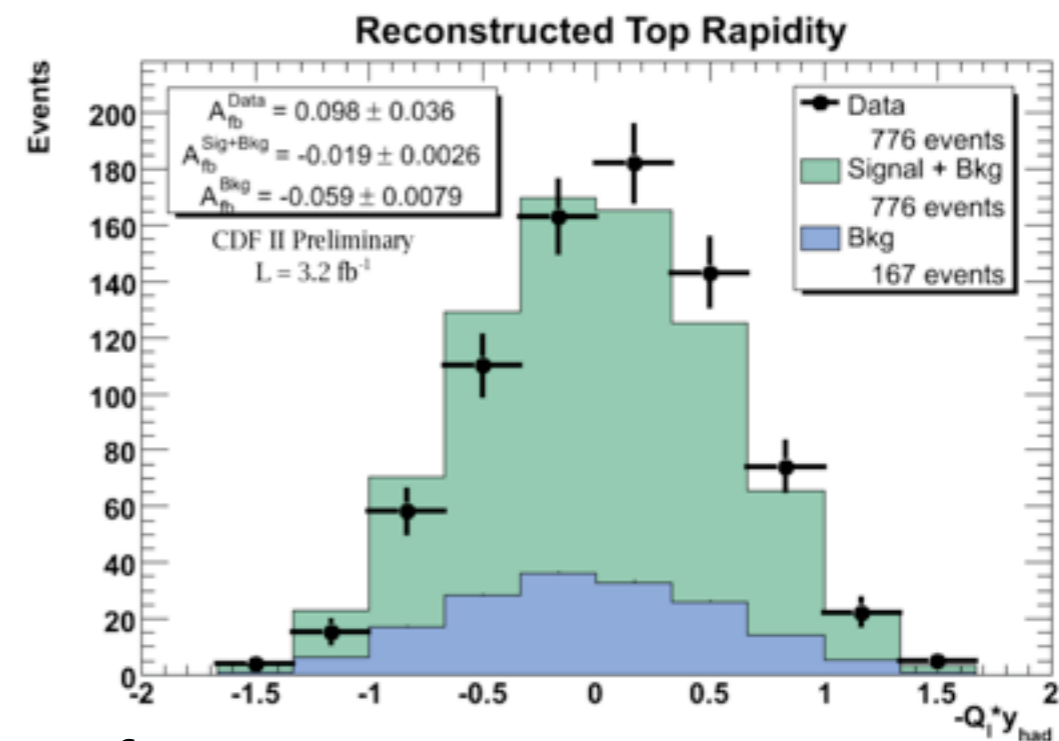 Reconstructed Top Rapidity
Events
A_fb^Data = 0.098 ± 0.036
A_fb^Sig+Bkg = -0.019 ± 0.0026
A_fb^Bkg = -0.059 ± 0.0079
CDF II Preliminary
L = 3.2 fb⁻¹
Data
776 events
Signal + Bkg
776 events
Bkg
167 events
200
180
160
140
120
100
80
60
40
20
0
-2 -1.5 -1 -0.5 0 0.5 1 1.5 2
-Q_l*y_had